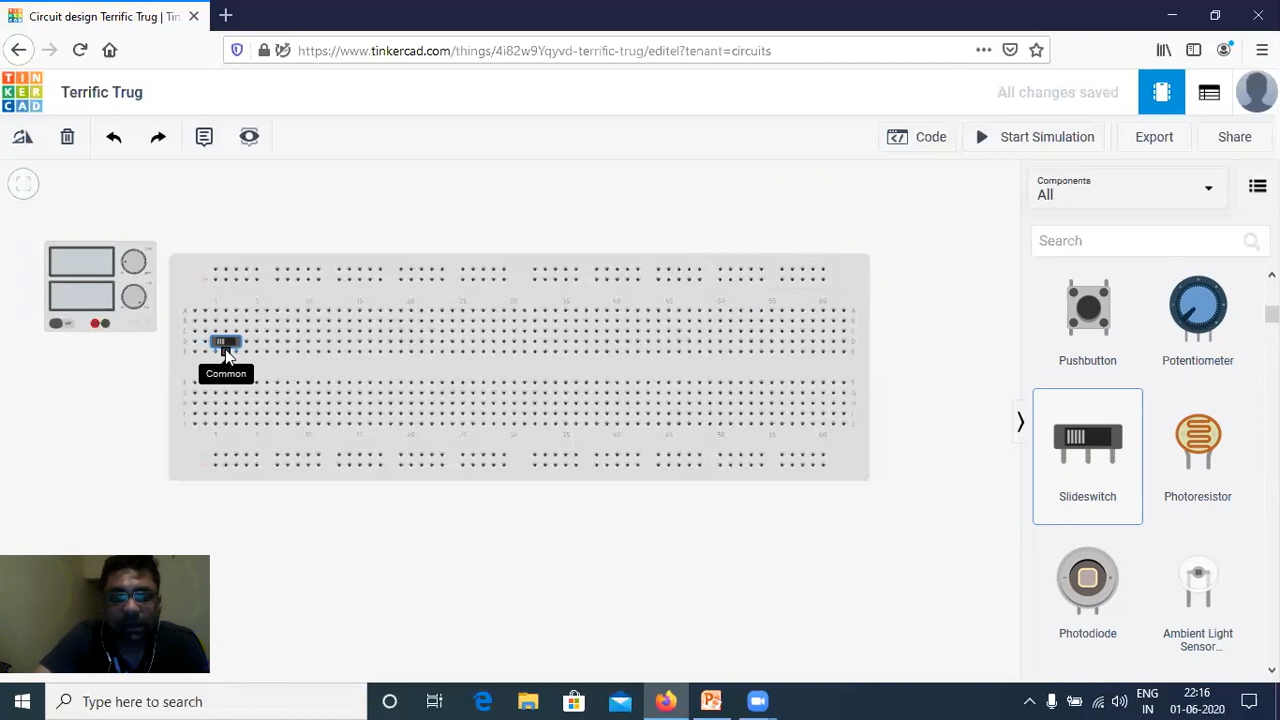 Circuit design Terrific Trug | Tin
https://www.tinkercad.com/things/4i82w9Yqyvd-terrific-trug/editel?tenant=circuits
TIN
KER
CAD
Terrific Trug
All changes saved
Code
Start Simulation
Export
Share
Components
All
Search
Pushbutton
Potentiometer
Common
Slideswitch
Photoresistor
Photodiode
Ambient Light
Sensor...
Type here to search
ENG
IN
22:16
01-06-2020